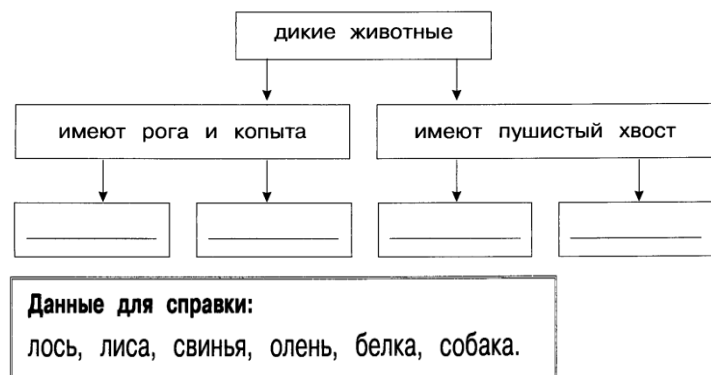 дикие животные
имеют рога и копыта
имеют пушистый хвост
Данные для справки:
лось, лиса, свинья, олень, белка, собака.